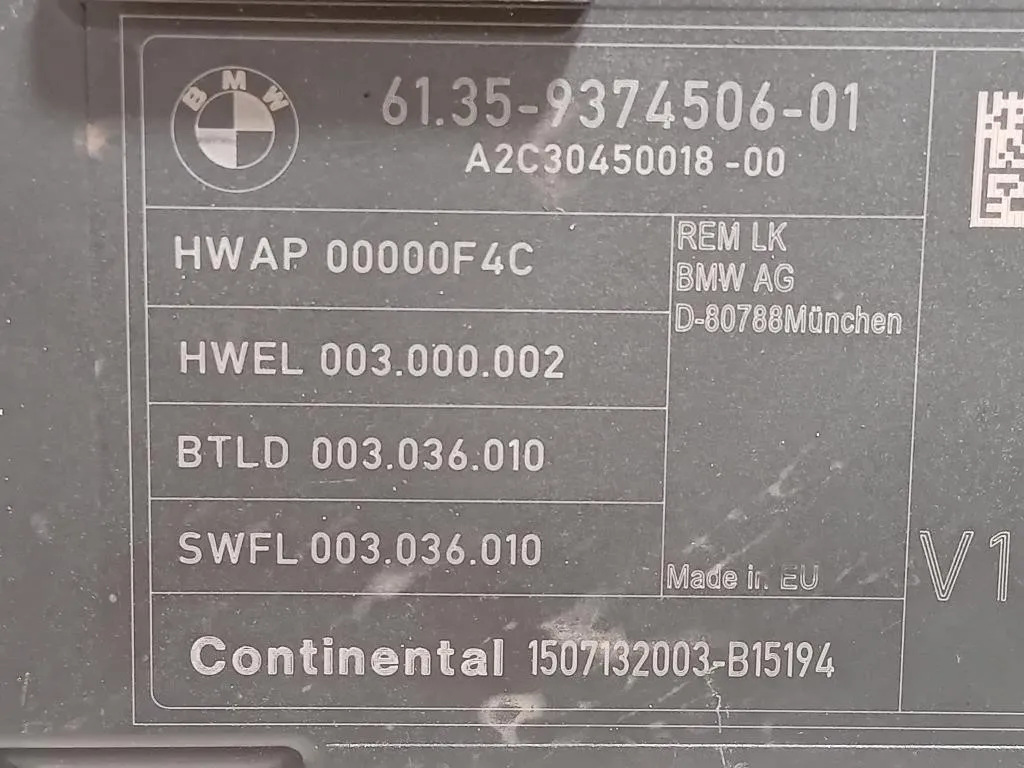 BMW
61.35-9374506-01
A2C30450018-00
HWAP 00000F4C
REM LK
BMW AG
D-80788München
HWEL 003.000.002
BTLD 003.036.010
SWFL 003.036.010
Made in EU
V1
Continental 1507132003-B15194